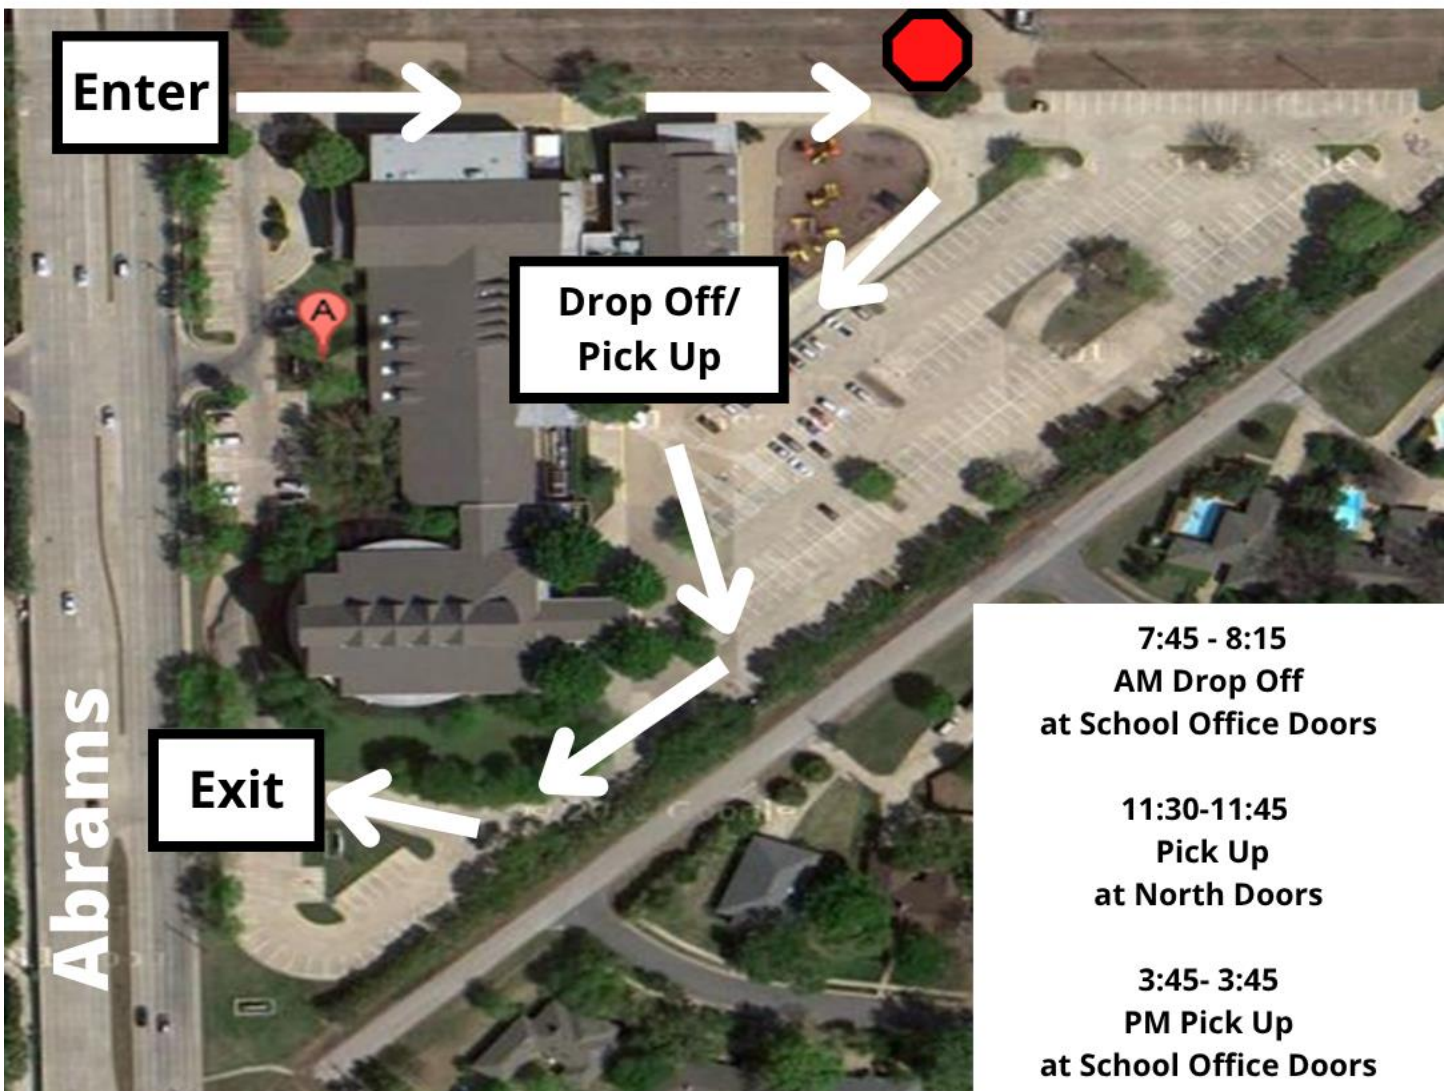 Enter
A
Drop Off/
Pick Up
Exit
Abrams
7:45 - 8:15
AM Drop Off
at School Office Doors
11:30-11:45
Pick Up
at North Doors
3:45- 3:45
PM Pick Up
at School Office Doors